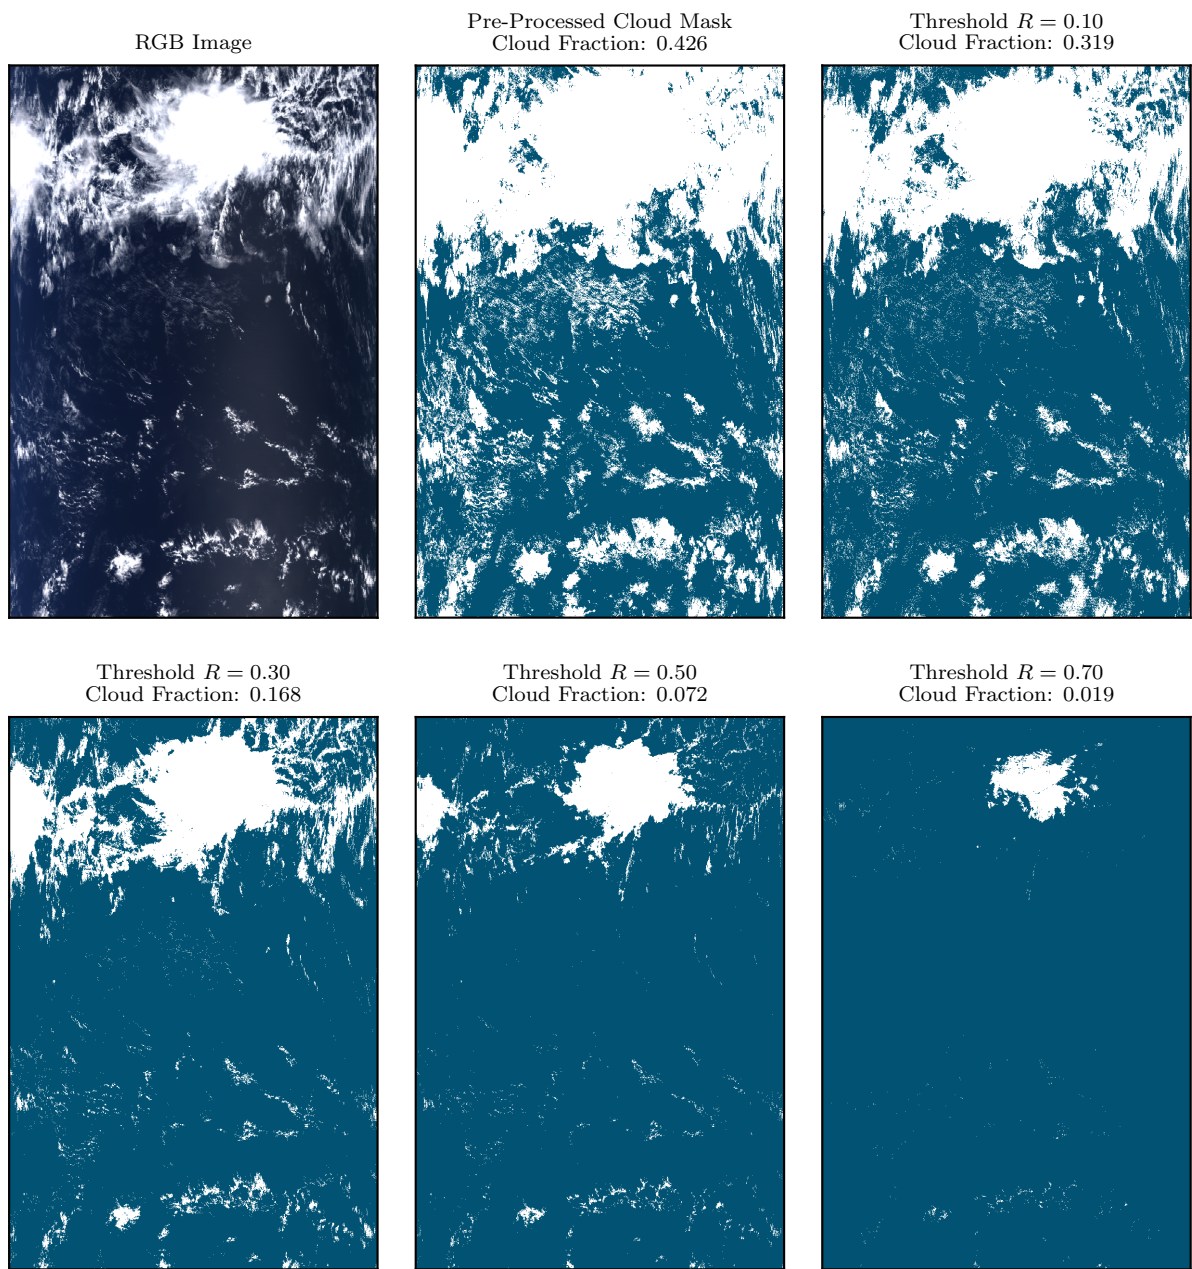 RGB Image
Pre-Processed Cloud Mask
Cloud Fraction: 0.426
Threshold R = 0.10
Cloud Fraction: 0.319
Threshold R = 0.30
Cloud Fraction: 0.168
Threshold R = 0.50
Cloud Fraction: 0.072
Threshold R = 0.70
Cloud Fraction: 0.019